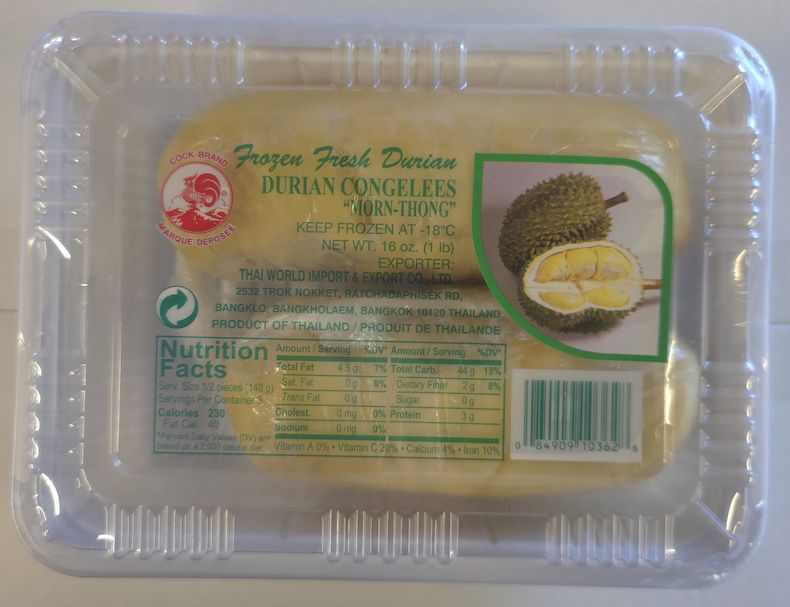 COCK BRAND
MARQUE DEPOSEE
Frozen Fresh Durian
DURIAN CONGELEES
"MORN-THONG"
KEEP FROZEN AT -18°C
NET WT. 16 oz. (1 lb)
EXPORTER:
THAI WORLD IMPORT & EXPORT CO., LTD.
2532 TROK NOKKET, RATCHADAPHISEK RD,
BANGKLO, BANGKHOLAEM, BANGKOK 10120 THAILAND
PRODUCT OF THAILAND / PRODUIT DE THAILANDE
Nutrition Facts
Serv. Size 1/2 pieces (140 g)
Servings Per Container 3
Calories 230
Fat Cal. 40
*Percent Daily Values (DV) are
based on a 2,000 calorie diet.
Amount / Serving %DV*
Total Fat 4.5 g 7%
Sat. Fat 0 g 0%
Trans Fat 0 g
Cholest. 0 mg 0%
Sodium 0 mg 0%
Amount / Serving %DV*
Total Carb. 44 g 15%
Dietary Fiber 2 g 8%
Sugar 0 g
Protein 3 g
Vitamin A 0% • Vitamin C 20% • Calcium 4% • Iron 10%
0 84909 10362 8